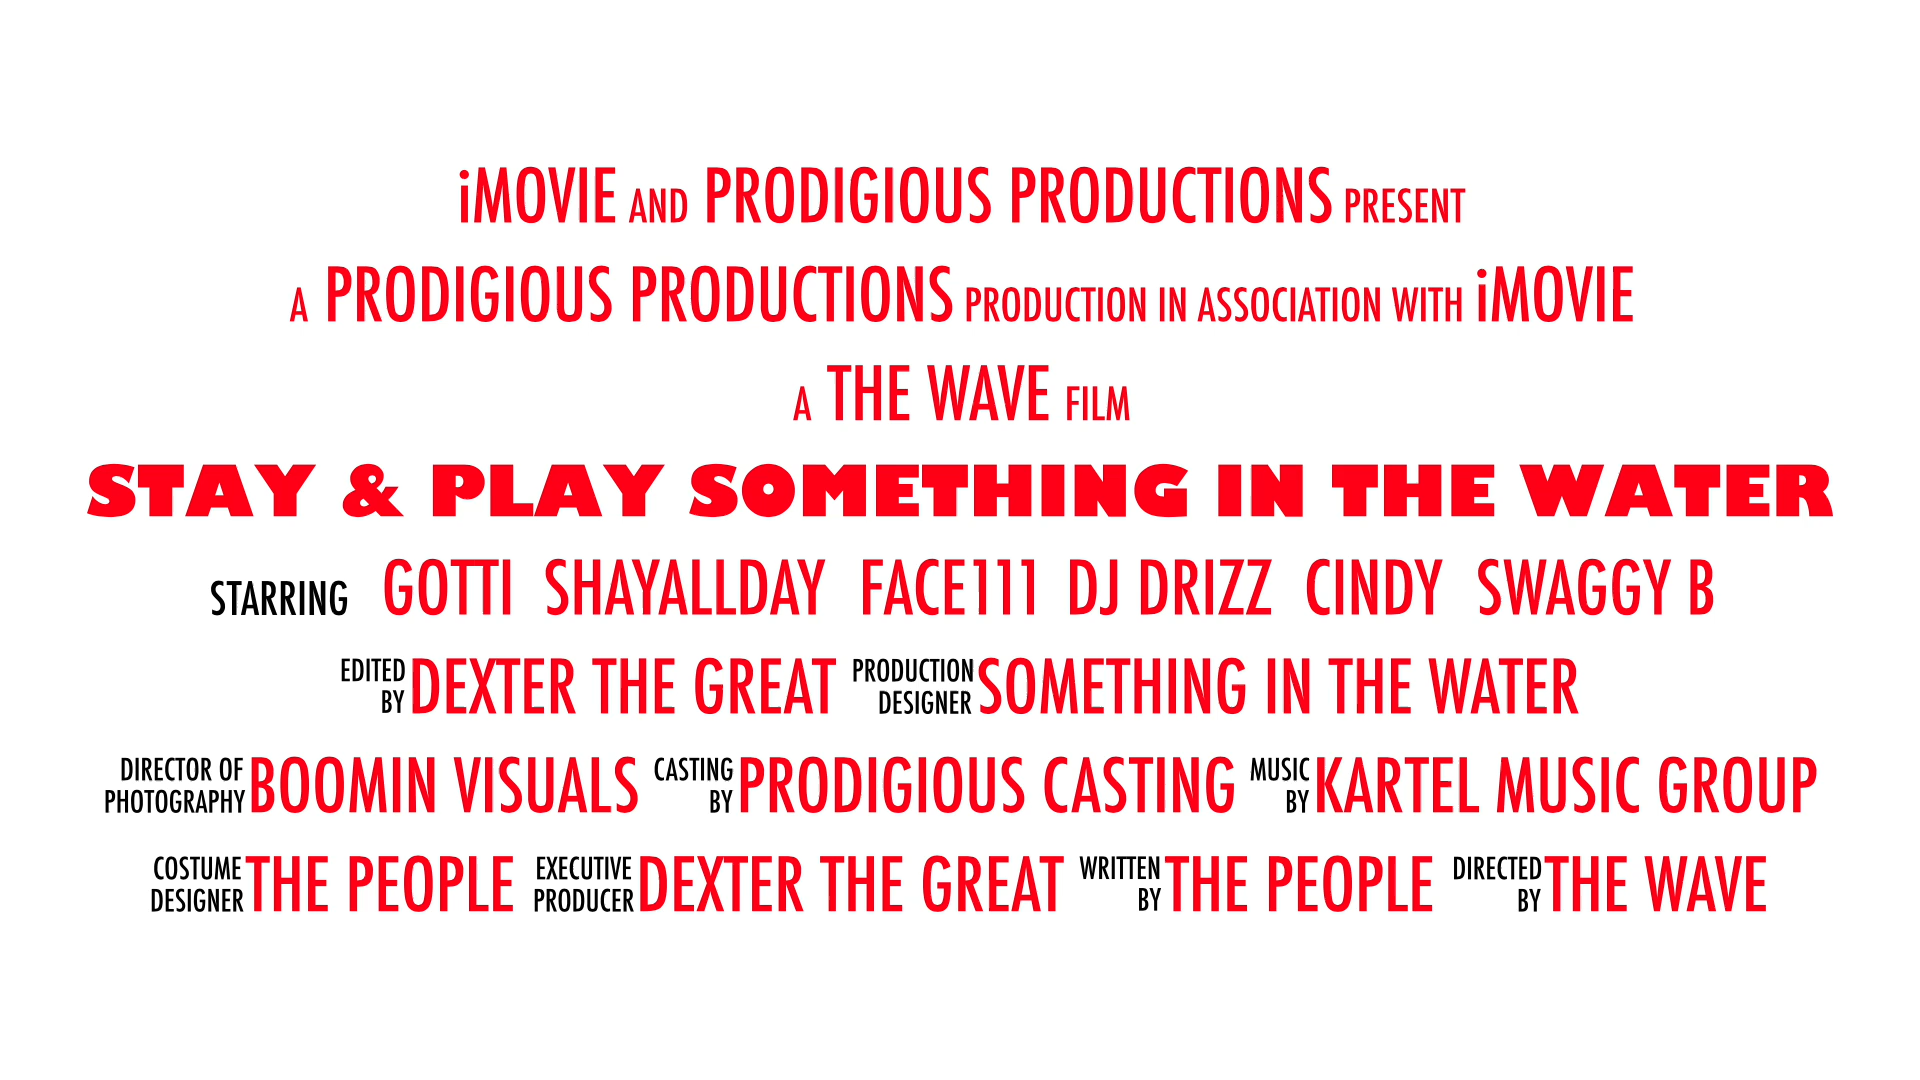 iMOVIE AND PRODIGIOUS PRODUCTIONS PRESENT
A PRODIGIOUS PRODUCTIONS PRODUCTION IN ASSOCIATION WITH iMOVIE
A THE WAVE FILM
STAY & PLAY SOMETHING IN THE WATER
STARRING GOTTI SHAYALLDAY FACE111 DJ DRIZZ CINDY SWAGGY B
EDITED BY DEXTER THE GREAT PRODUCTION DESIGNER SOMETHING IN THE WATER
DIRECTOR OF PHOTOGRAPHY BOOMIN VISUALS CASTING BY PRODIGIOUS CASTING MUSIC BY KARTEL MUSIC GROUP
COSTUME DESIGNER THE PEOPLE EXECUTIVE PRODUCER DEXTER THE GREAT WRITTEN BY THE PEOPLE DIRECTED BY THE WAVE